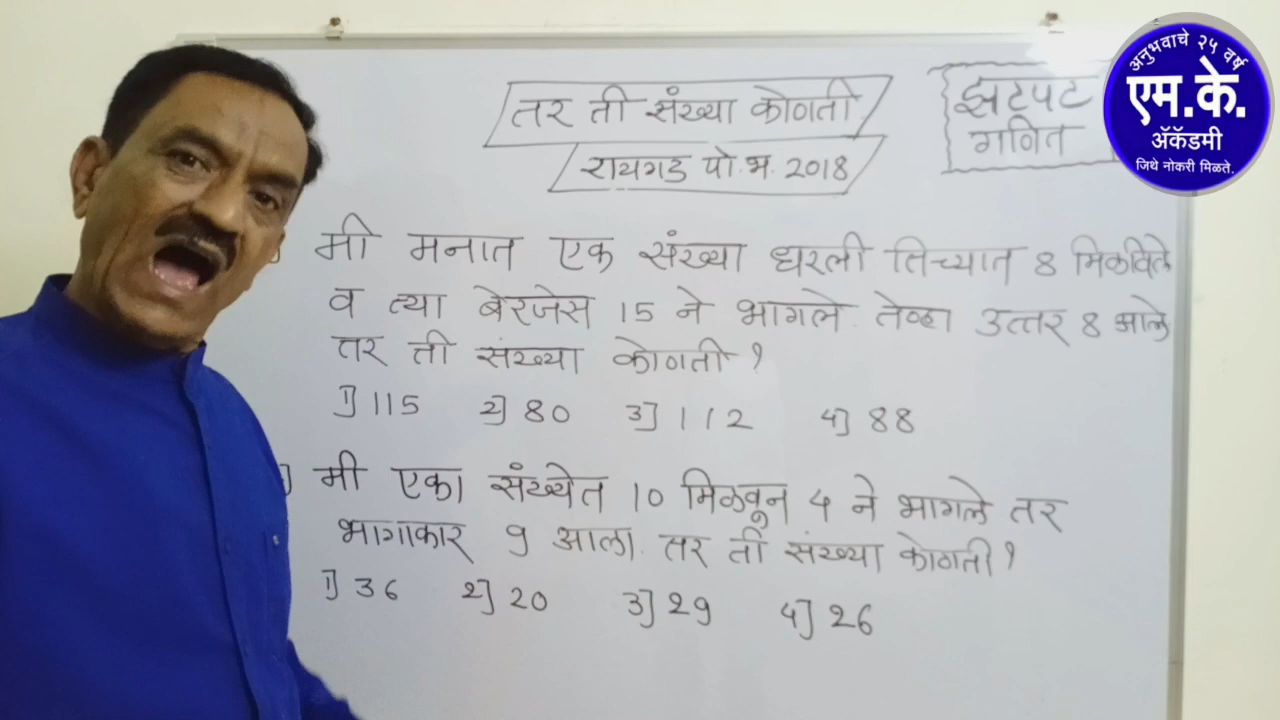 तर ती संख्या कोणती
रायगड पो.भ. 2018
झटपट
गणित
अनुभवाचे २५ वर्ष
एम.के.
ॲकॅडमी
जिथे नोकरी मिळते.
मी मनात एक संख्या धरली तिच्यात 8 मिळविले
व त्या बेरजेस 15 ने भागले. तेव्हा उत्तर 8 आले
तर ती संख्या कोणती ?
1] 115 2] 80 3] 112 4] 88
मी एका संख्येत 10 मिळवून 4 ने भागले तर
भागाकार 9 आला. तर ती संख्या कोणती ?
1] 36 2] 20 3] 29 4] 26